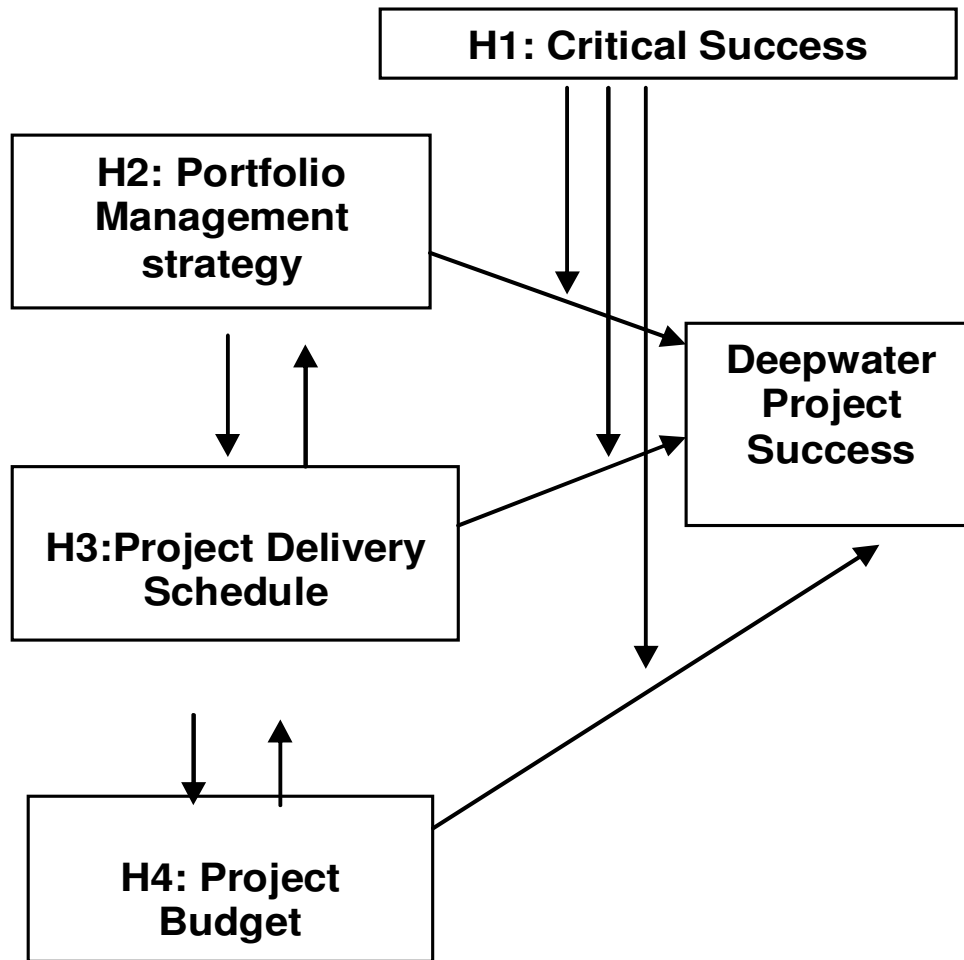 H1: Critical Success
H2: Portfolio
Management
strategy
Deepwater
Project
Success
H3:Project Delivery
Schedule
H4: Project
Budget